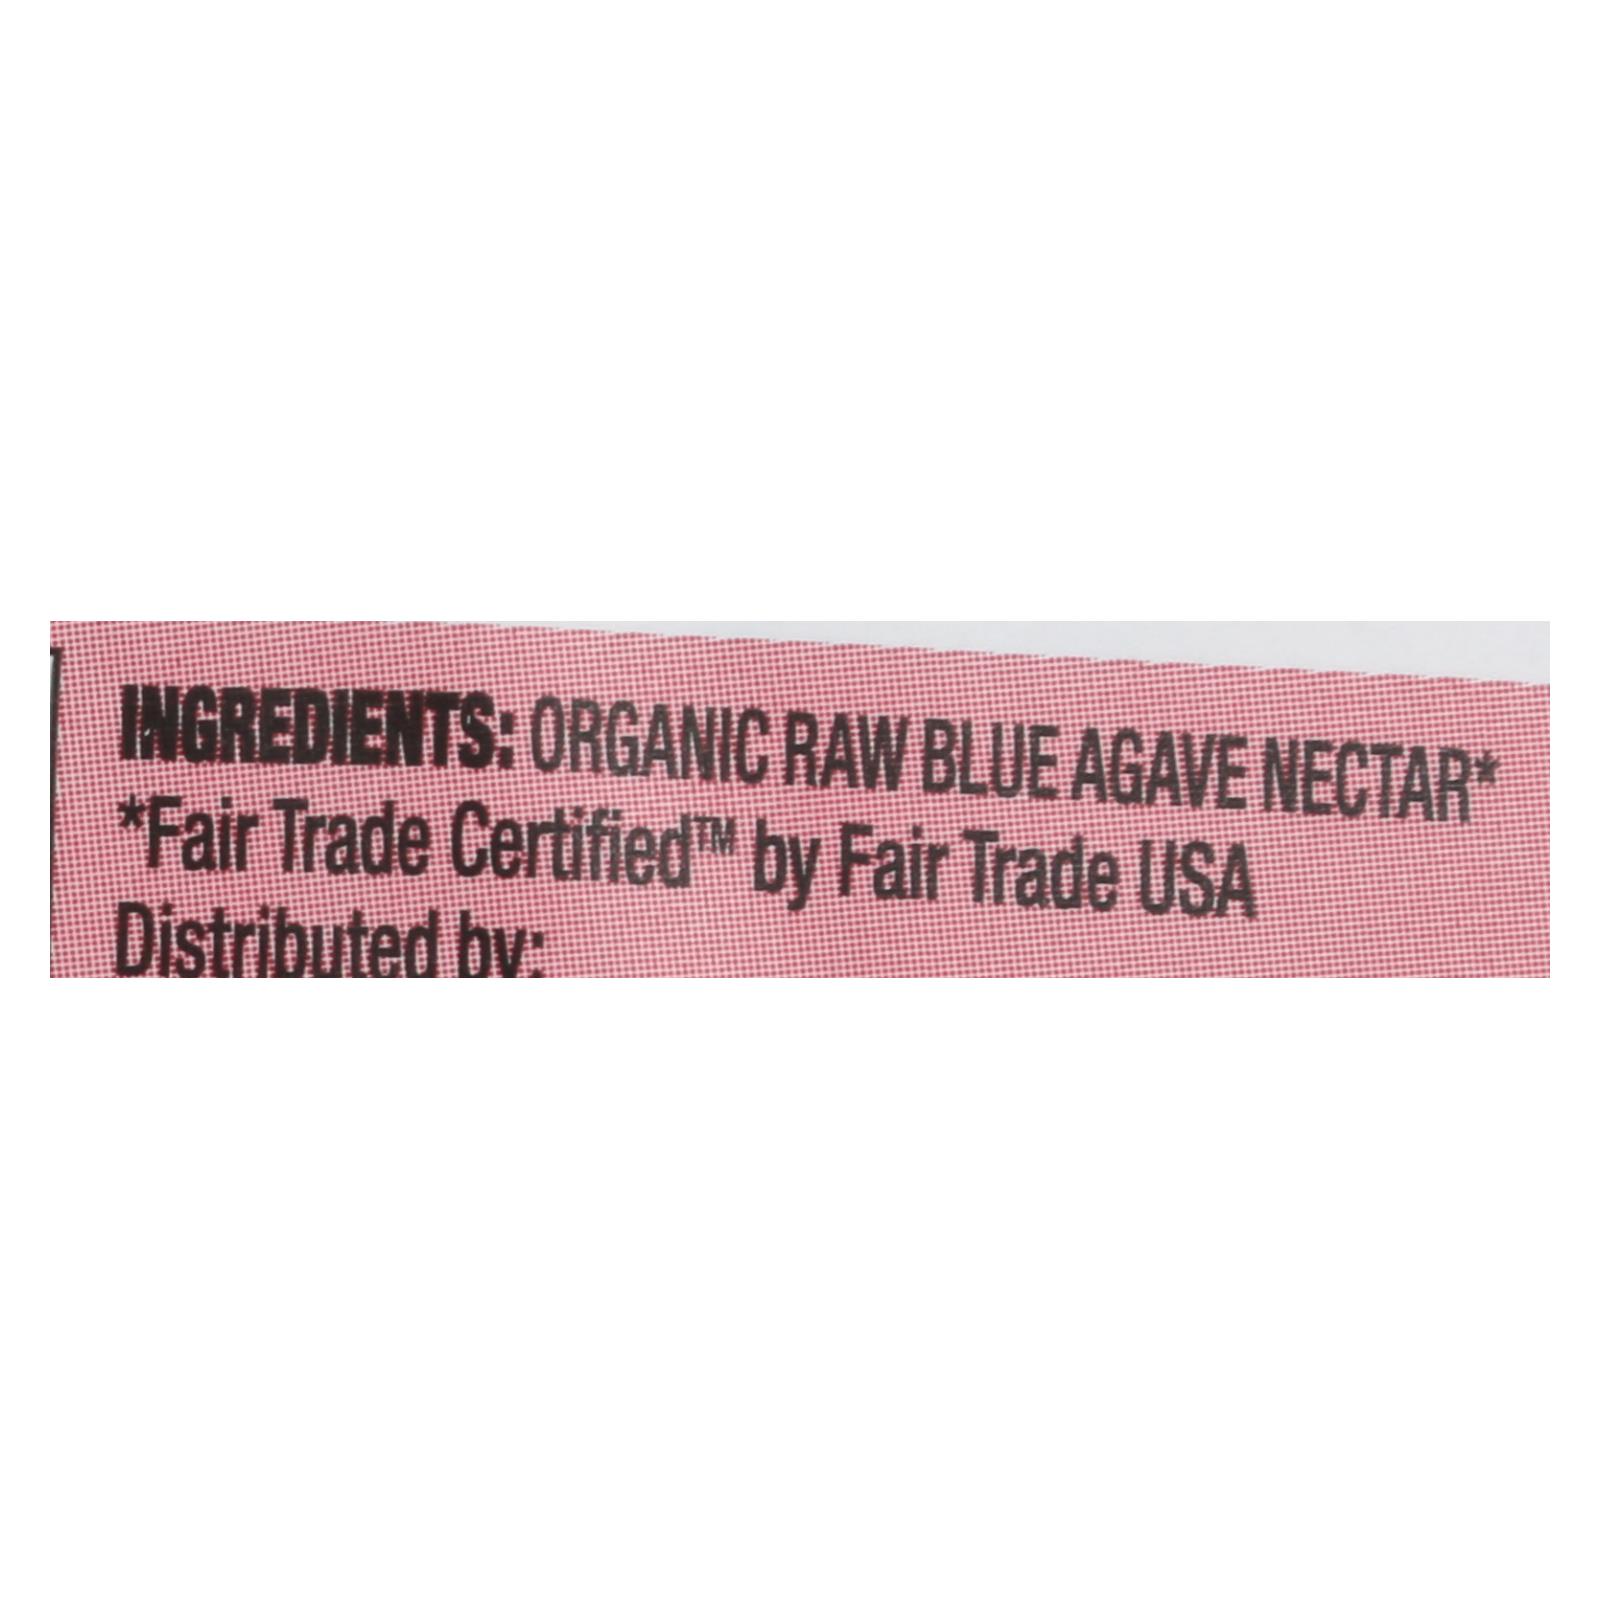 INGREDIENTS: ORGANIC RAW BLUE AGAVE NECTAR*
*Fair Trade Certified™ by Fair Trade USA
Distributed by: